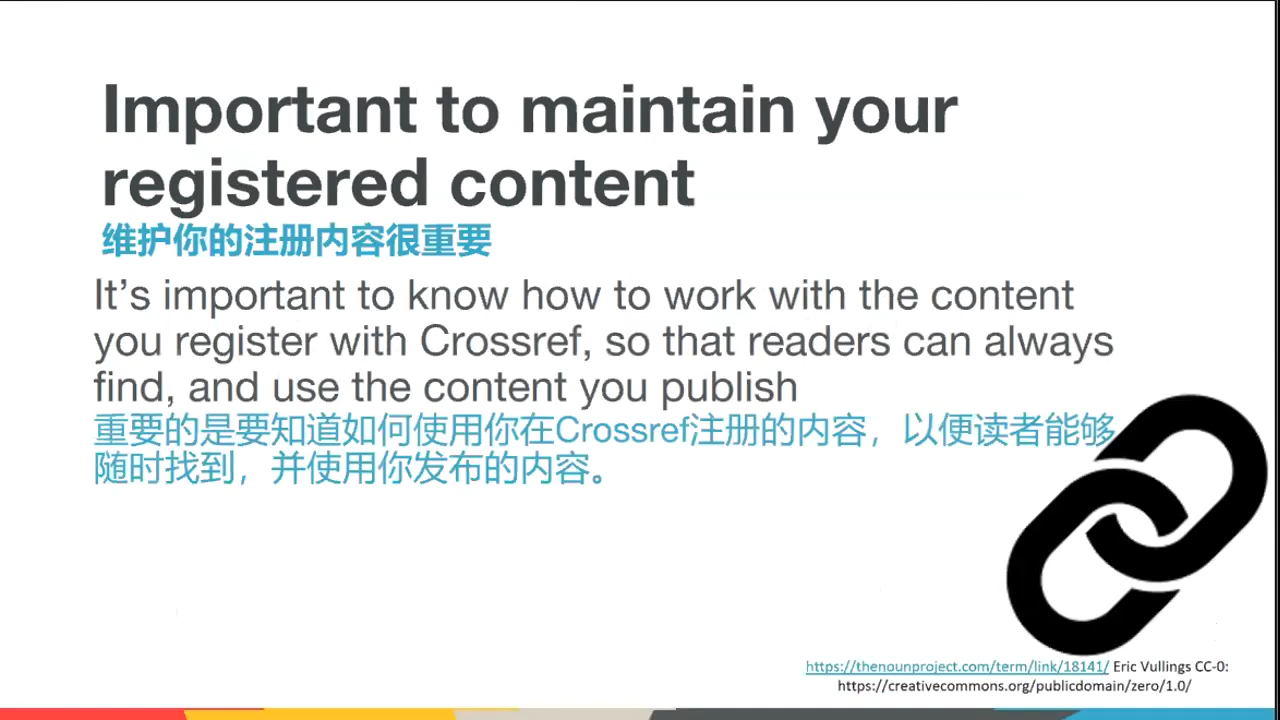 Important to maintain your
registered content
维护你的注册内容很重要
It’s important to know how to work with the content
you register with Crossref, so that readers can always
find, and use the content you publish
重要的是要知道如何使用你在Crossref注册的内容，以便读者能够
随时找到，并使用你发布的内容。
https://thenounproject.com/term/link/18141/ Eric Vullings CC-0:
https://creativecommons.org/publicdomain/zero/1.0/